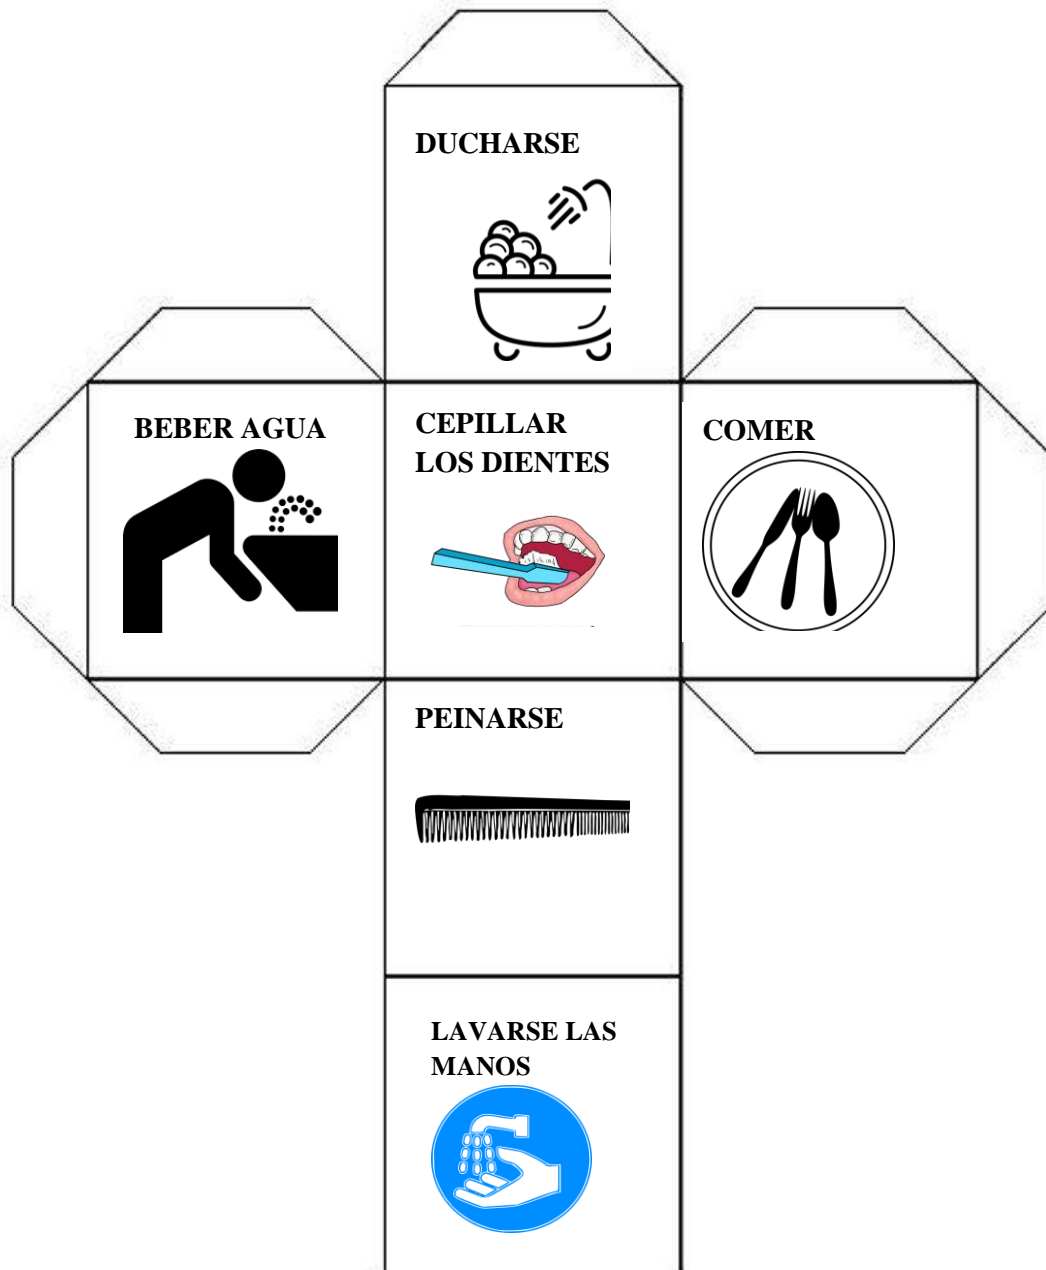 DUCHARSE
BEBER AGUA
CEPILLAR
LOS DIENTES
COMER
PEINARSE
LAVARSE LAS
MANOS